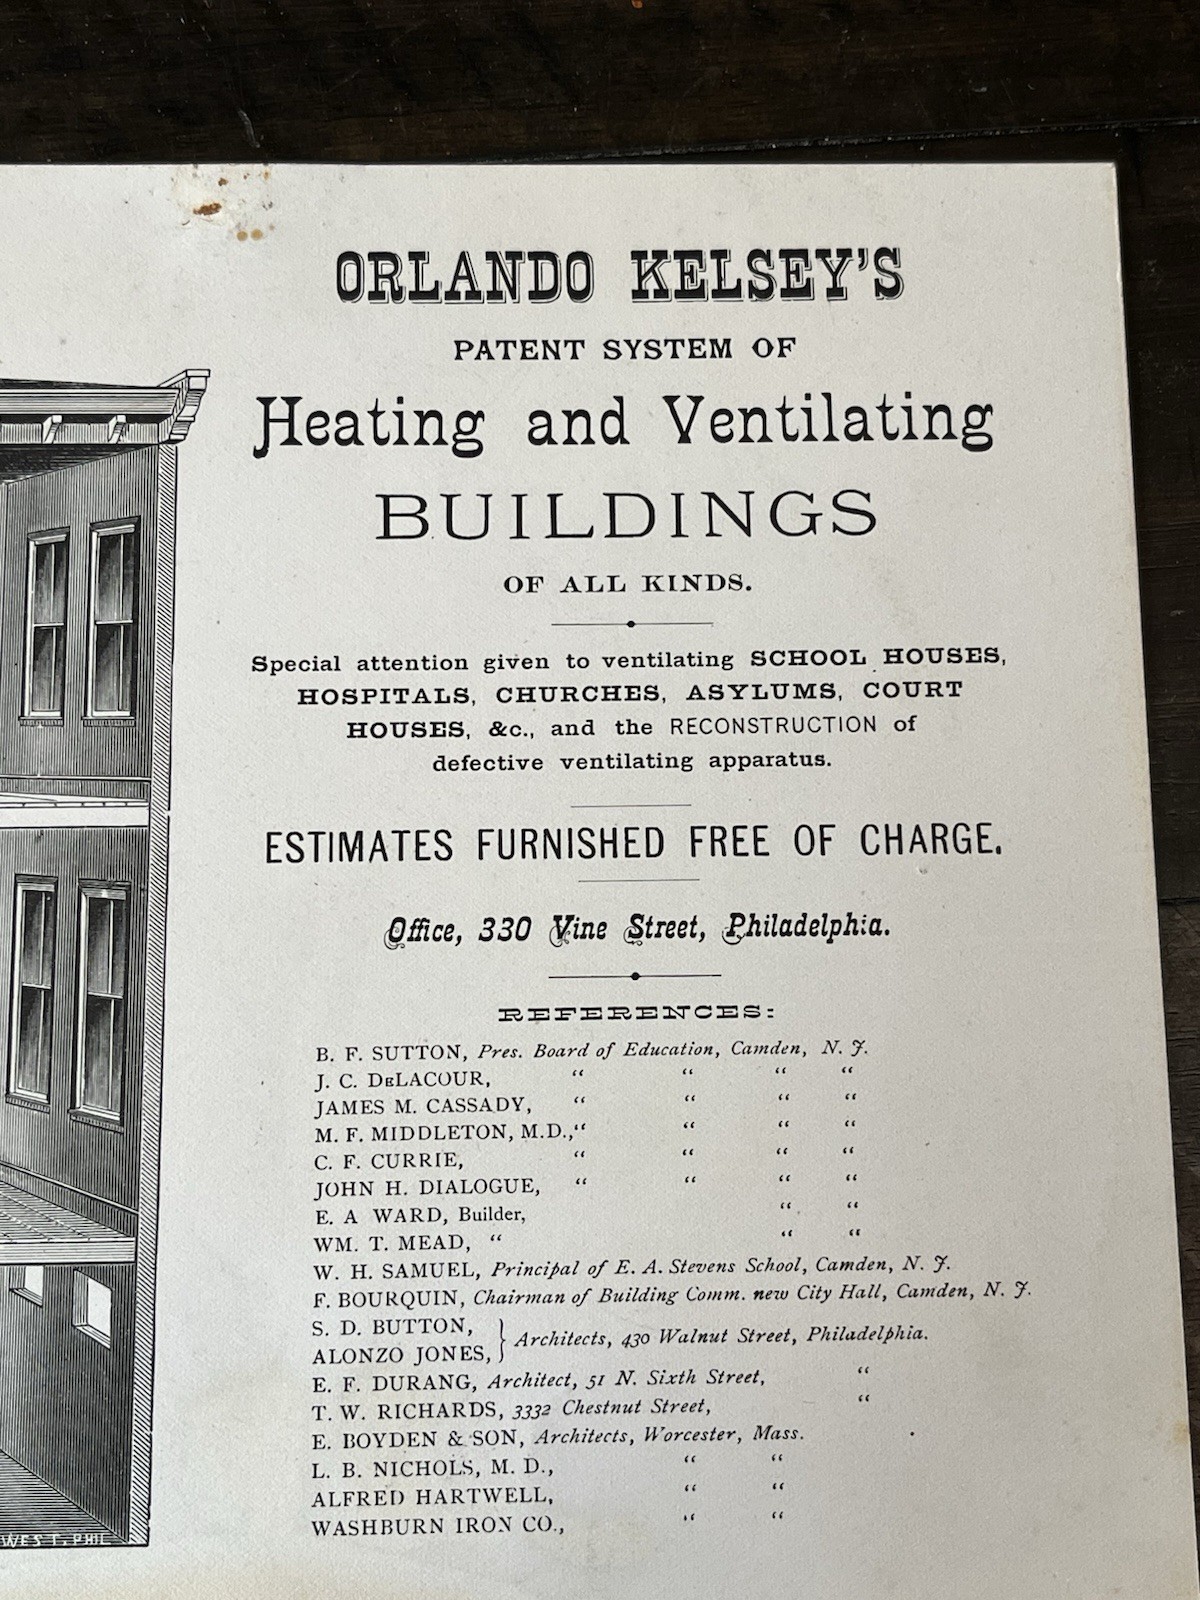 ORLANDO KELSEY'S
PATENT SYSTEM OF
Heating and Ventilating
BUILDINGS
OF ALL KINDS.
Special attention given to ventilating SCHOOL HOUSES,
HOSPITALS, CHURCHES, ASYLUMS, COURT
HOUSES, &c., and the RECONSTRUCTION of
defective ventilating apparatus.
ESTIMATES FURNISHED FREE OF CHARGE.
Office, 330 Vine Street, Philadelphia.
REFERENCES:
B. F. SUTTON, Pres. Board of Education, Camden, N. J.
J. C. DELACOUR, “ “ “ “
JAMES M. CASSADY, “ “ “ “
M. F. MIDDLETON, M.D., “ “ “ “
C. F. CURRIE, “ “ “ “
JOHN H. DIALOGUE, “ “ “ “
E. A WARD, Builder, “ “
WM. T. MEAD, “ “ “
W. H. SAMUEL, Principal of E. A. Stevens School, Camden, N. J.
F. BOURQUIN, Chairman of Building Comm. new City Hall, Camden, N. J.
S. D. BUTTON,
ALONZO JONES, } Architects, 430 Walnut Street, Philadelphia.
E. F. DURANG, Architect, 51 N. Sixth Street, “
T. W. RICHARDS, 3332 Chestnut Street, “
E. BOYDEN & SON, Architects, Worcester, Mass.
L. B. NICHOLS, M. D., “ “
ALFRED HARTWELL, “ “
WASHBURN IRON CO., “ “
WEST. PHIL